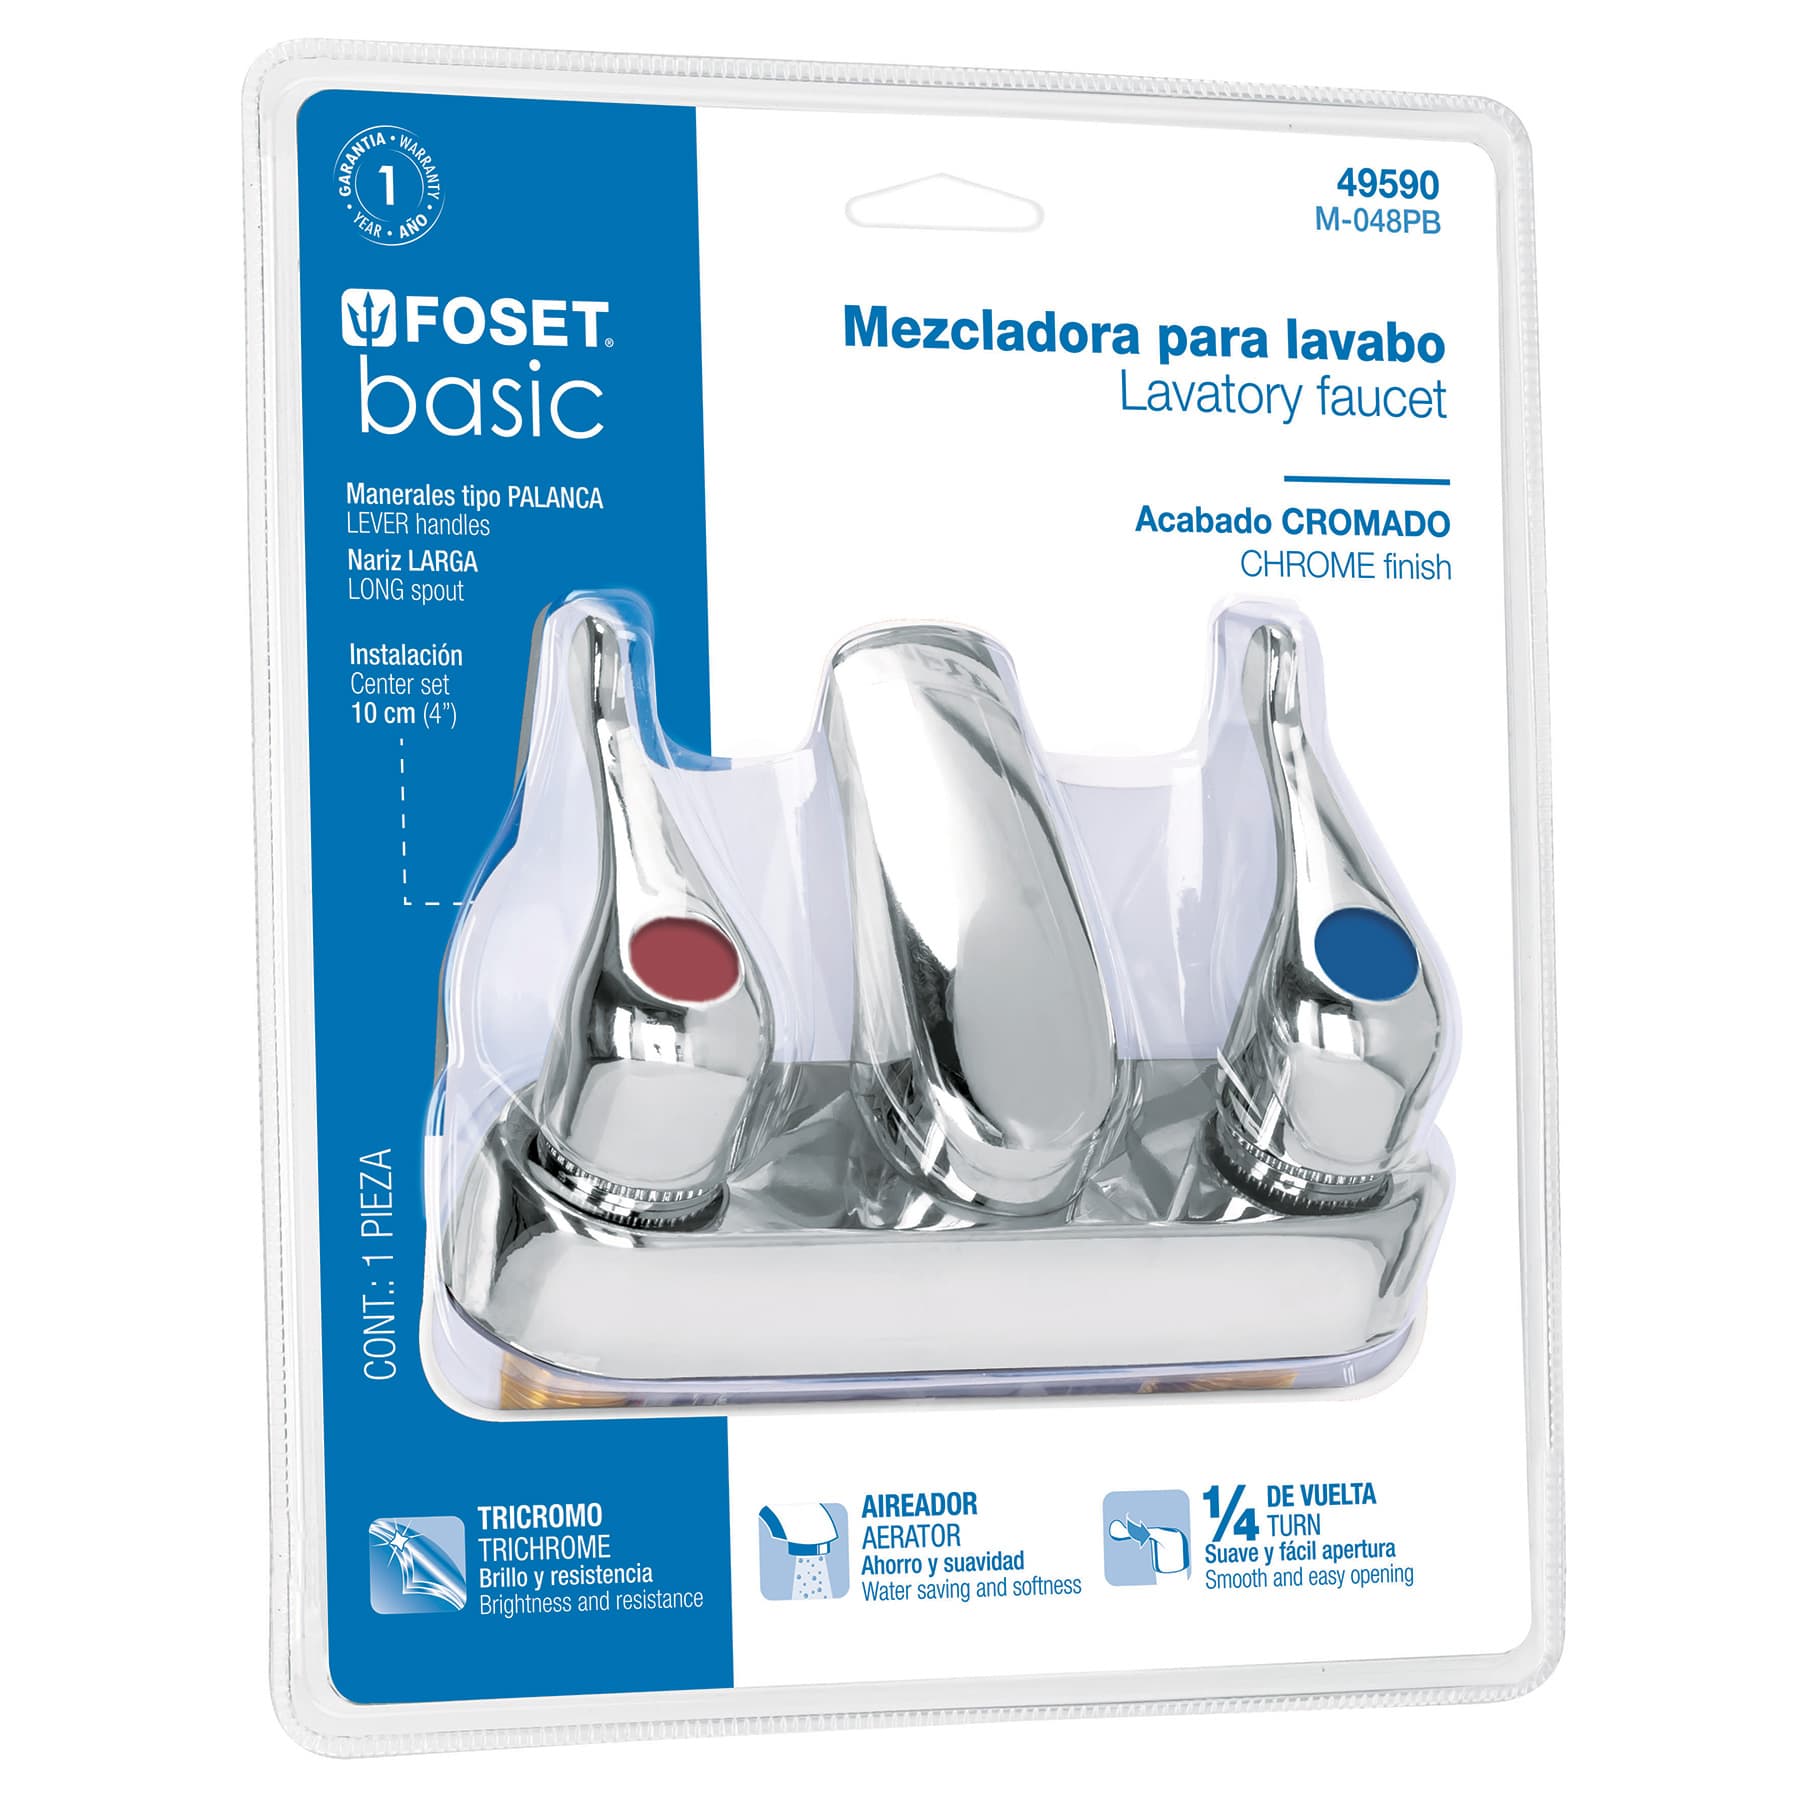 GARANTIA • WARRANTY
1
YEAR • AÑO
49590
M-048PB
FOSET®
basic
Mezcladora para lavabo
Lavatory faucet
Manerales tipo PALANCA
LEVER handles
Nariz LARGA
LONG spout
Acabado CROMADO
CHROME finish
Instalación
Center set
10 cm (4”)
CONT.: 1 PIEZA
TRICROMO
TRICHROME
Brillo y resistencia
Brightness and resistance
AIREADOR
AERATOR
Ahorro y suavidad
Water saving and softness
1/4 DE VUELTA
TURN
Suave y fácil apertura
Smooth and easy opening